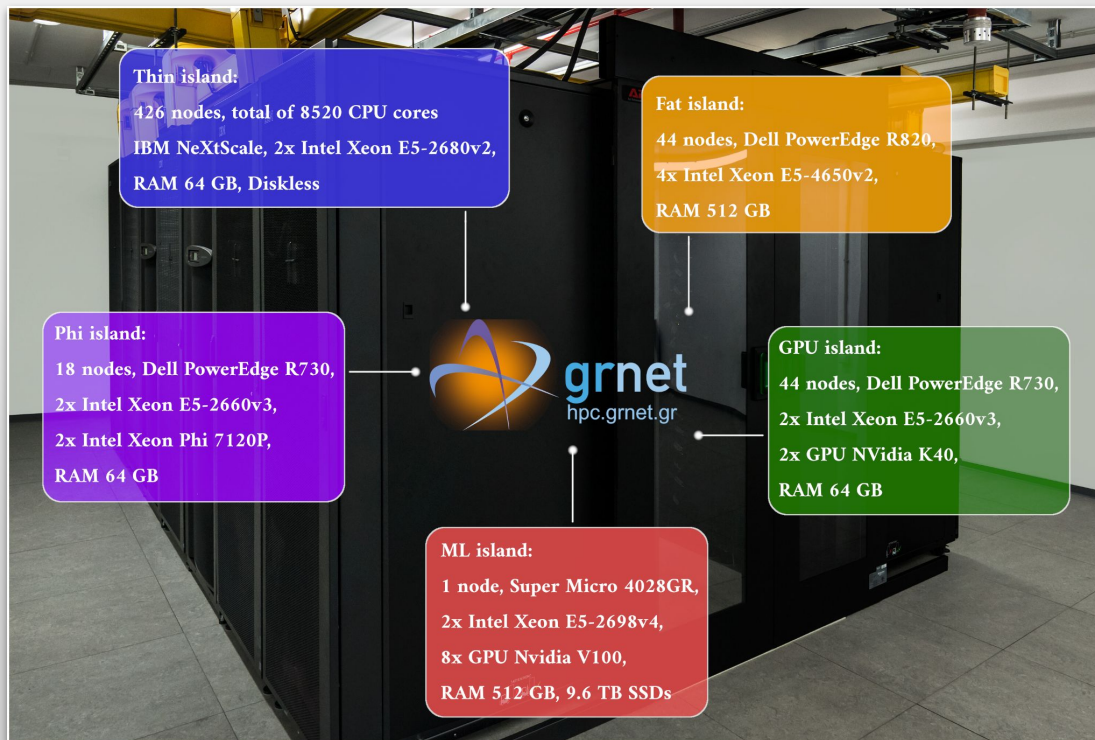 Thin island:
426 nodes, total of 8520 CPU cores
IBM NeXtScale, 2x Intel Xeon E5-2680v2,
RAM 64 GB, Diskless
Fat island:
44 nodes, Dell PowerEdge R820,
4x Intel Xeon E5-4650v2,
RAM 512 GB
Phi island:
18 nodes, Dell PowerEdge R730,
2x Intel Xeon E5-2660v3,
2x Intel Xeon Phi 7120P,
RAM 64 GB
grnet
hpc.grnet.gr
GPU island:
44 nodes, Dell PowerEdge R730,
2x Intel Xeon E5-2660v3,
2x GPU NVidia K40,
RAM 64 GB
ML island:
1 node, Super Micro 4028GR,
2x Intel Xeon E5-2698v4,
8x GPU Nvidia V100,
RAM 512 GB, 9.6 TB SSDs